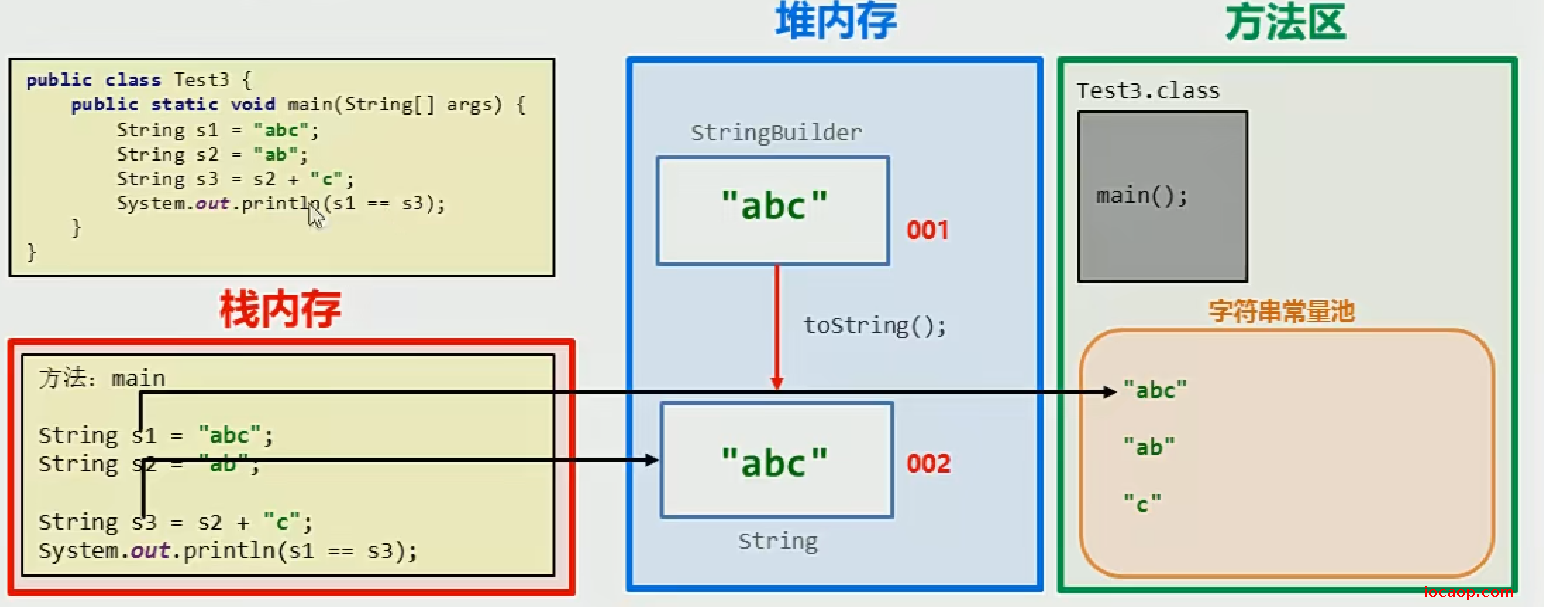 堆内存
方法区
public class Test3 {
public static void main(String[] args) {
String s1 = "abc";
String s2 = "ab";
String s3 = s2 + "c";
System.out.println(s1 == s3);
}
}
栈内存
方法：main
String s1 = "abc";
String s2 = "ab";
String s3 = s2 + "c";
System.out.println(s1 == s3);
StringBuilder
"abc"
001
toString();
"abc"
002
String
Test3.class
main();
字符串常量池
"abc"
"ab"
"c"
locaop.com